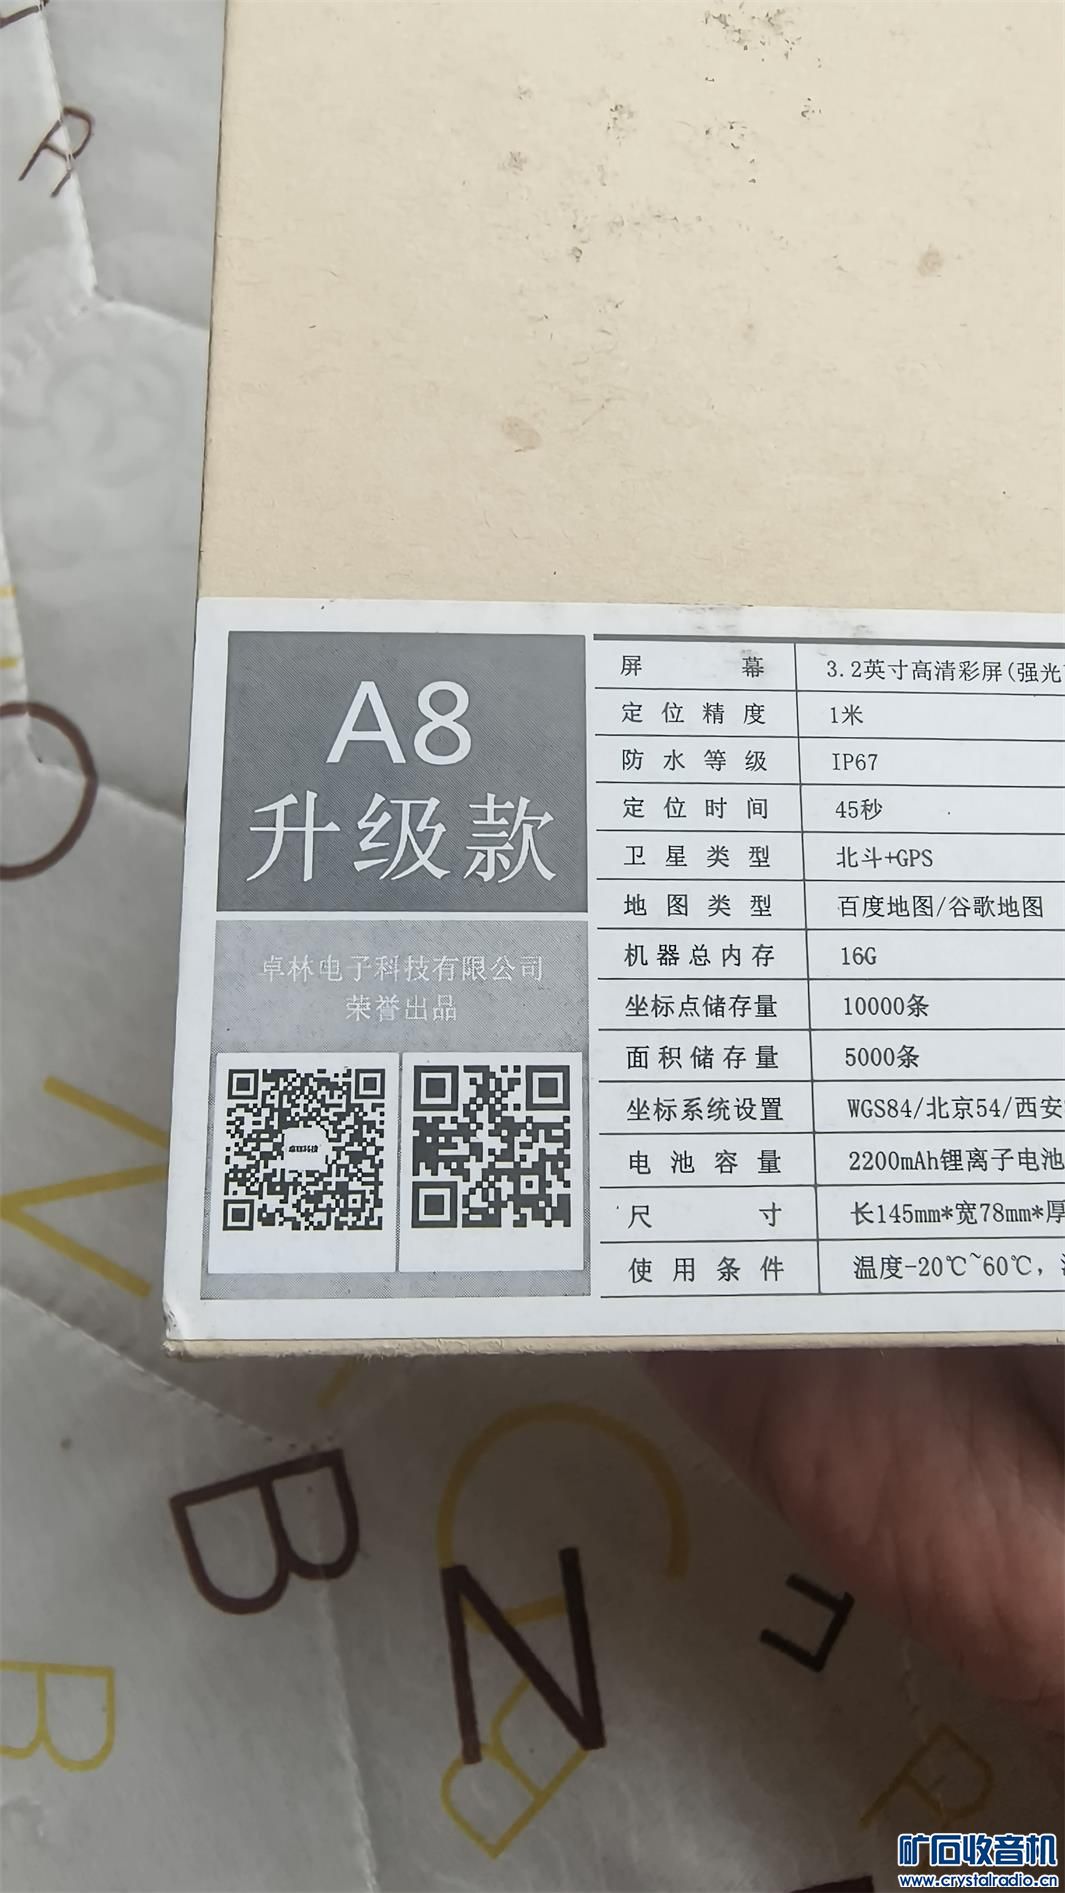 A8
升级款
卓林电子科技有限公司
荣誉出品
屏幕 3.2英寸高清彩屏(强光
定位精度 1米
防水等级 IP67
定位时间 45秒
卫星类型 北斗+GPS
地图类型 百度地图/谷歌地图
机器总内存 16G
坐标点储存量 10000条
面积储存量 5000条
坐标系统设置 WGS84/北京54/西安
电池容量 2200mAh锂离子电池
尺寸 长145mm*宽78mm*厚
使用条件 温度-20℃~60℃,
R
O
N
B
C
N
R
B
R
矿石收音机
www.crystalradio.cn